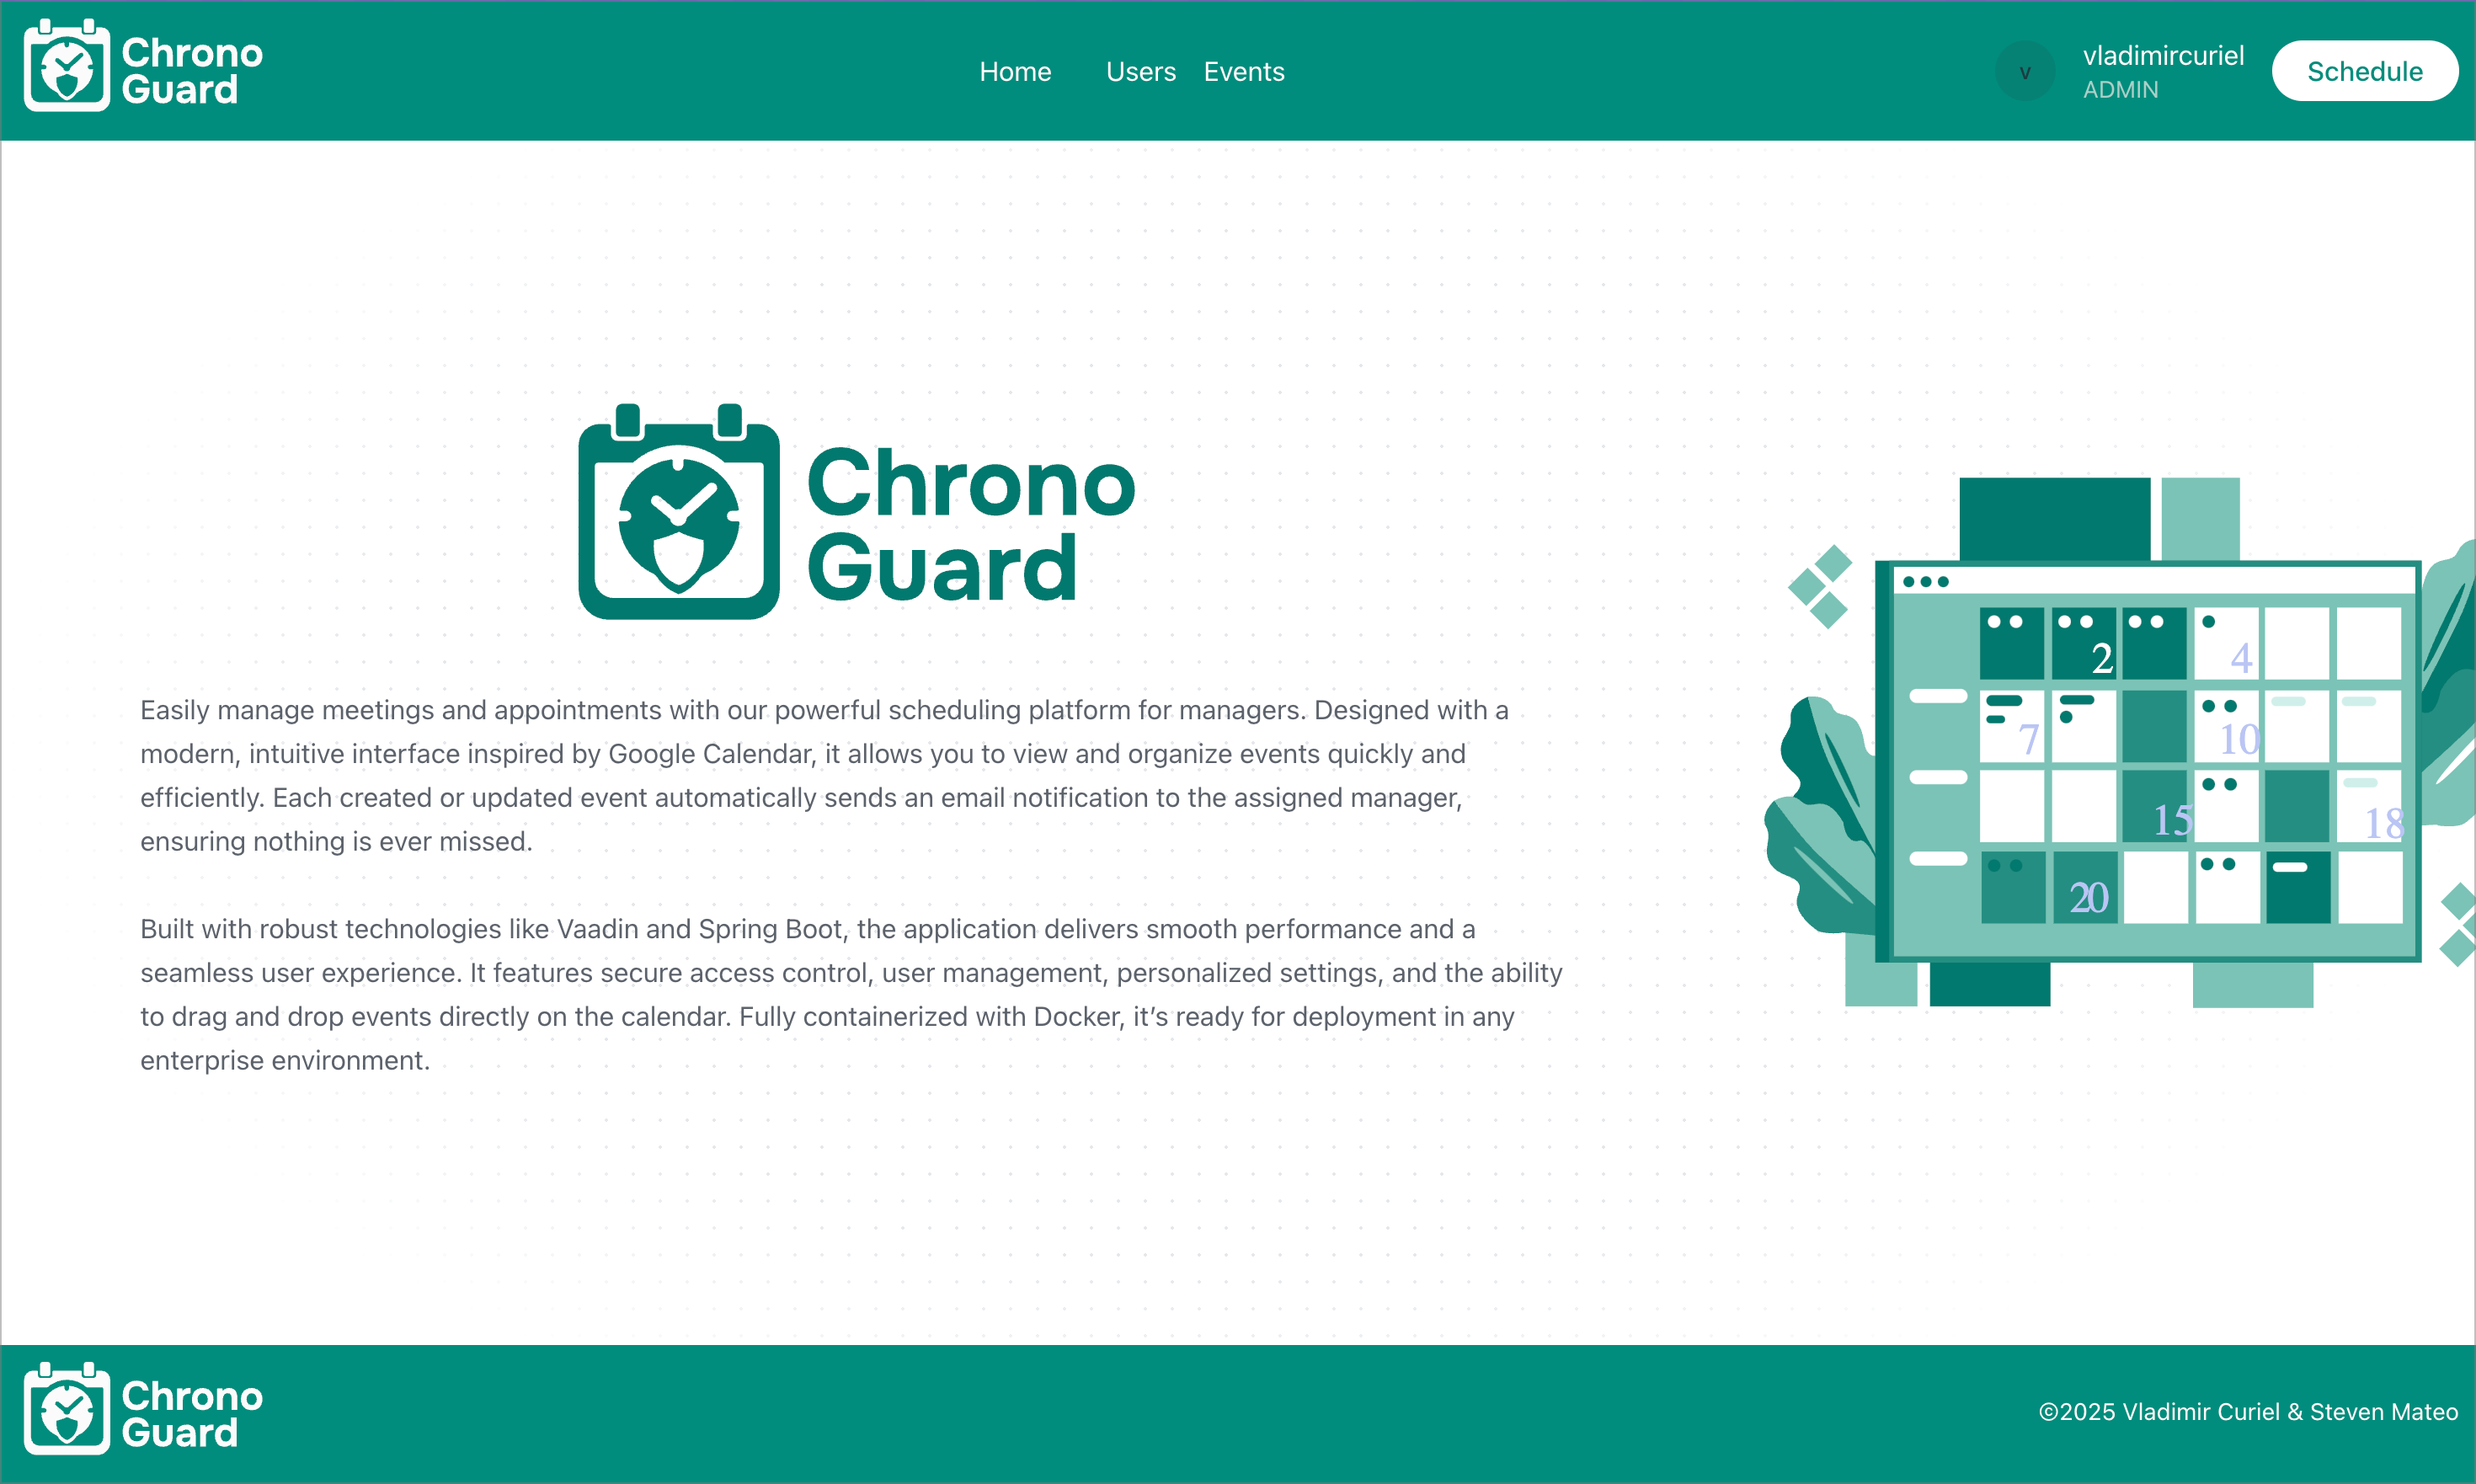 Chrono
Guard
Home Users Events
v
vladimircuriel
ADMIN
Schedule
Chrono
Guard
Easily manage meetings and appointments with our powerful scheduling platform for managers. Designed with a
modern, intuitive interface inspired by Google Calendar, it allows you to view and organize events quickly and
efficiently. Each created or updated event automatically sends an email notification to the assigned manager,
ensuring nothing is ever missed.
Built with robust technologies like Vaadin and Spring Boot, the application delivers smooth performance and a
seamless user experience. It features secure access control, user management, personalized settings, and the ability
to drag and drop events directly on the calendar. Fully containerized with Docker, it’s ready for deployment in any
enterprise environment.
2 4
7 10
15 18
20
Chrono
Guard
©2025 Vladimir Curiel & Steven Mateo